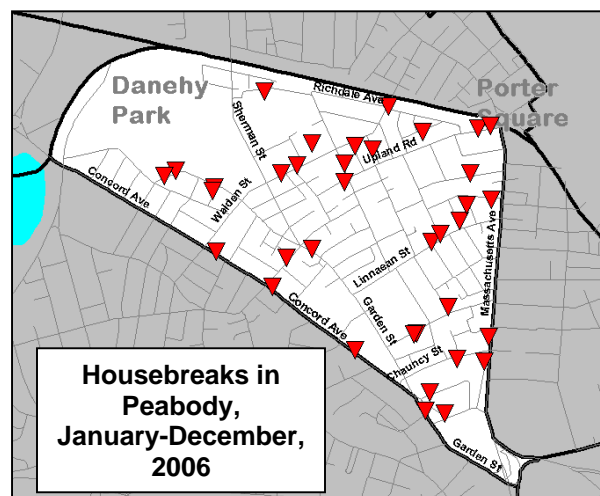 Danehy
Park
Porter
Square
Richdale Ave
Sherman St
Upland Rd
Concord Ave
Walden St
Linnaean St
Massachusetts Ave
Garden St
Concord Ave
Chauncy St
Garden St
Housebreaks in
Peabody,
January-December,
2006